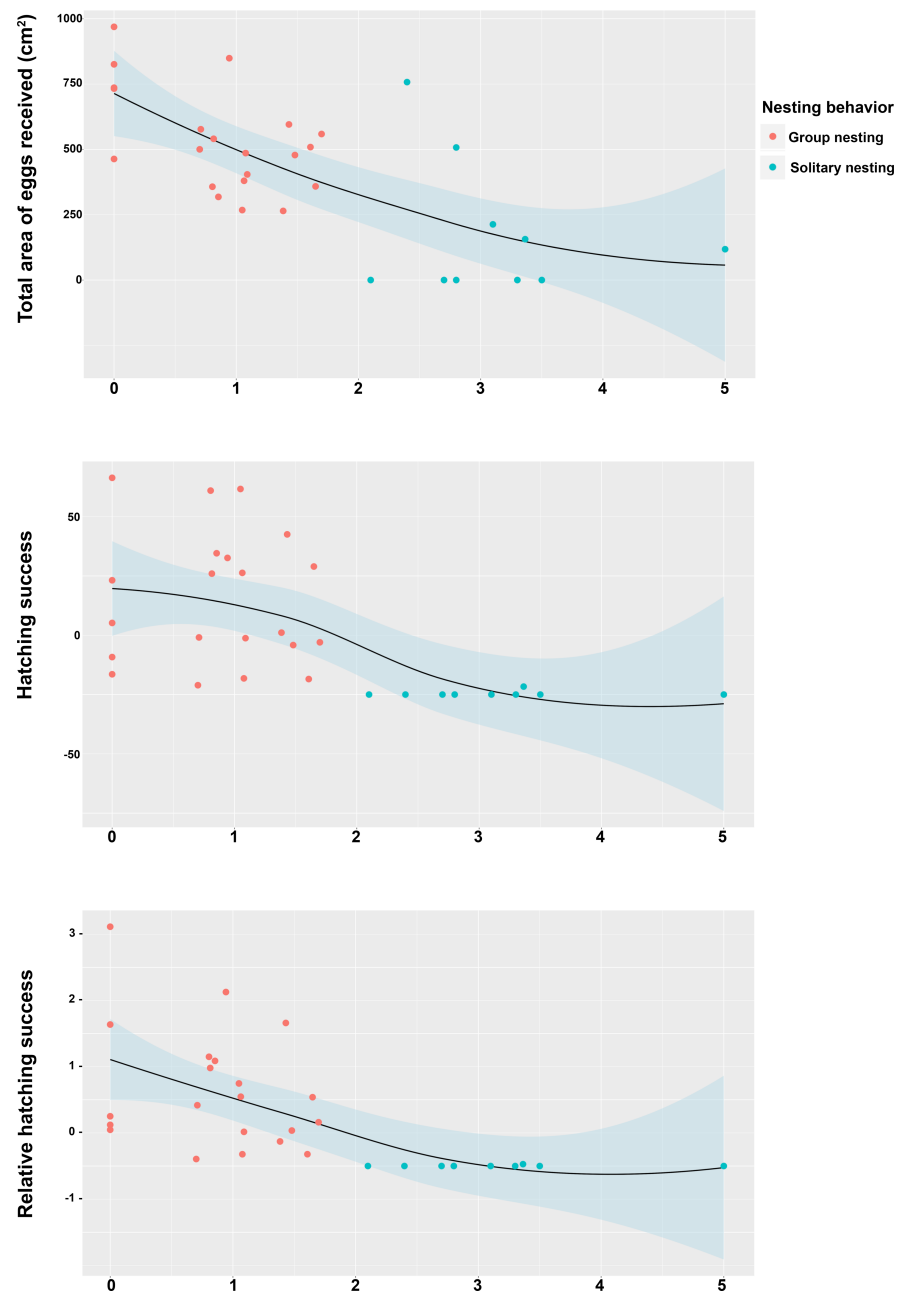 Total area of eggs received (cm²)
1000
750
500
250
0
0 1 2 3 4 5
Nesting behavior
Group nesting
Solitary nesting
Hatching success
50
0
-50
0 1 2 3 4 5
Relative hatching success
3
2
1
0
-1
0 1 2 3 4 5